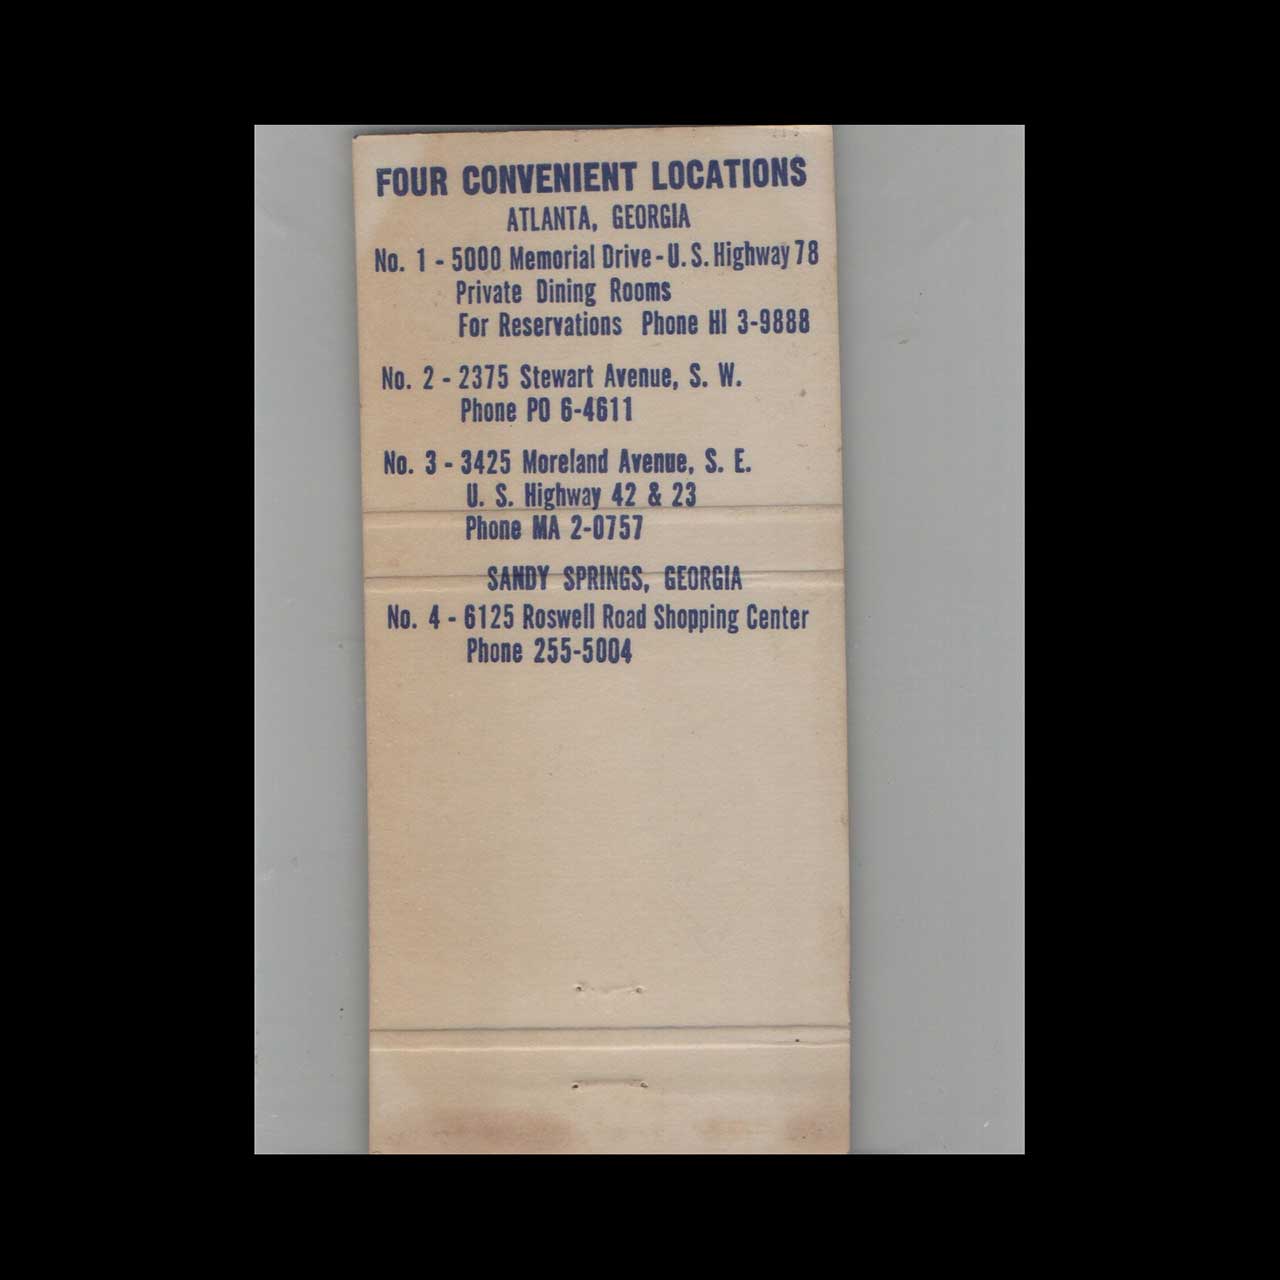 FOUR CONVENIENT LOCATIONS
ATLANTA, GEORGIA
No. 1 - 5000 Memorial Drive - U. S. Highway 78
Private Dining Rooms
For Reservations Phone HI 3-9888
No. 2 - 2375 Stewart Avenue, S. W.
Phone PO 6-4611
No. 3 - 3425 Moreland Avenue, S. E.
U. S. Highway 42 & 23
Phone MA 2-0757
SANDY SPRINGS, GEORGIA
No. 4 - 6125 Roswell Road Shopping Center
Phone 255-5004